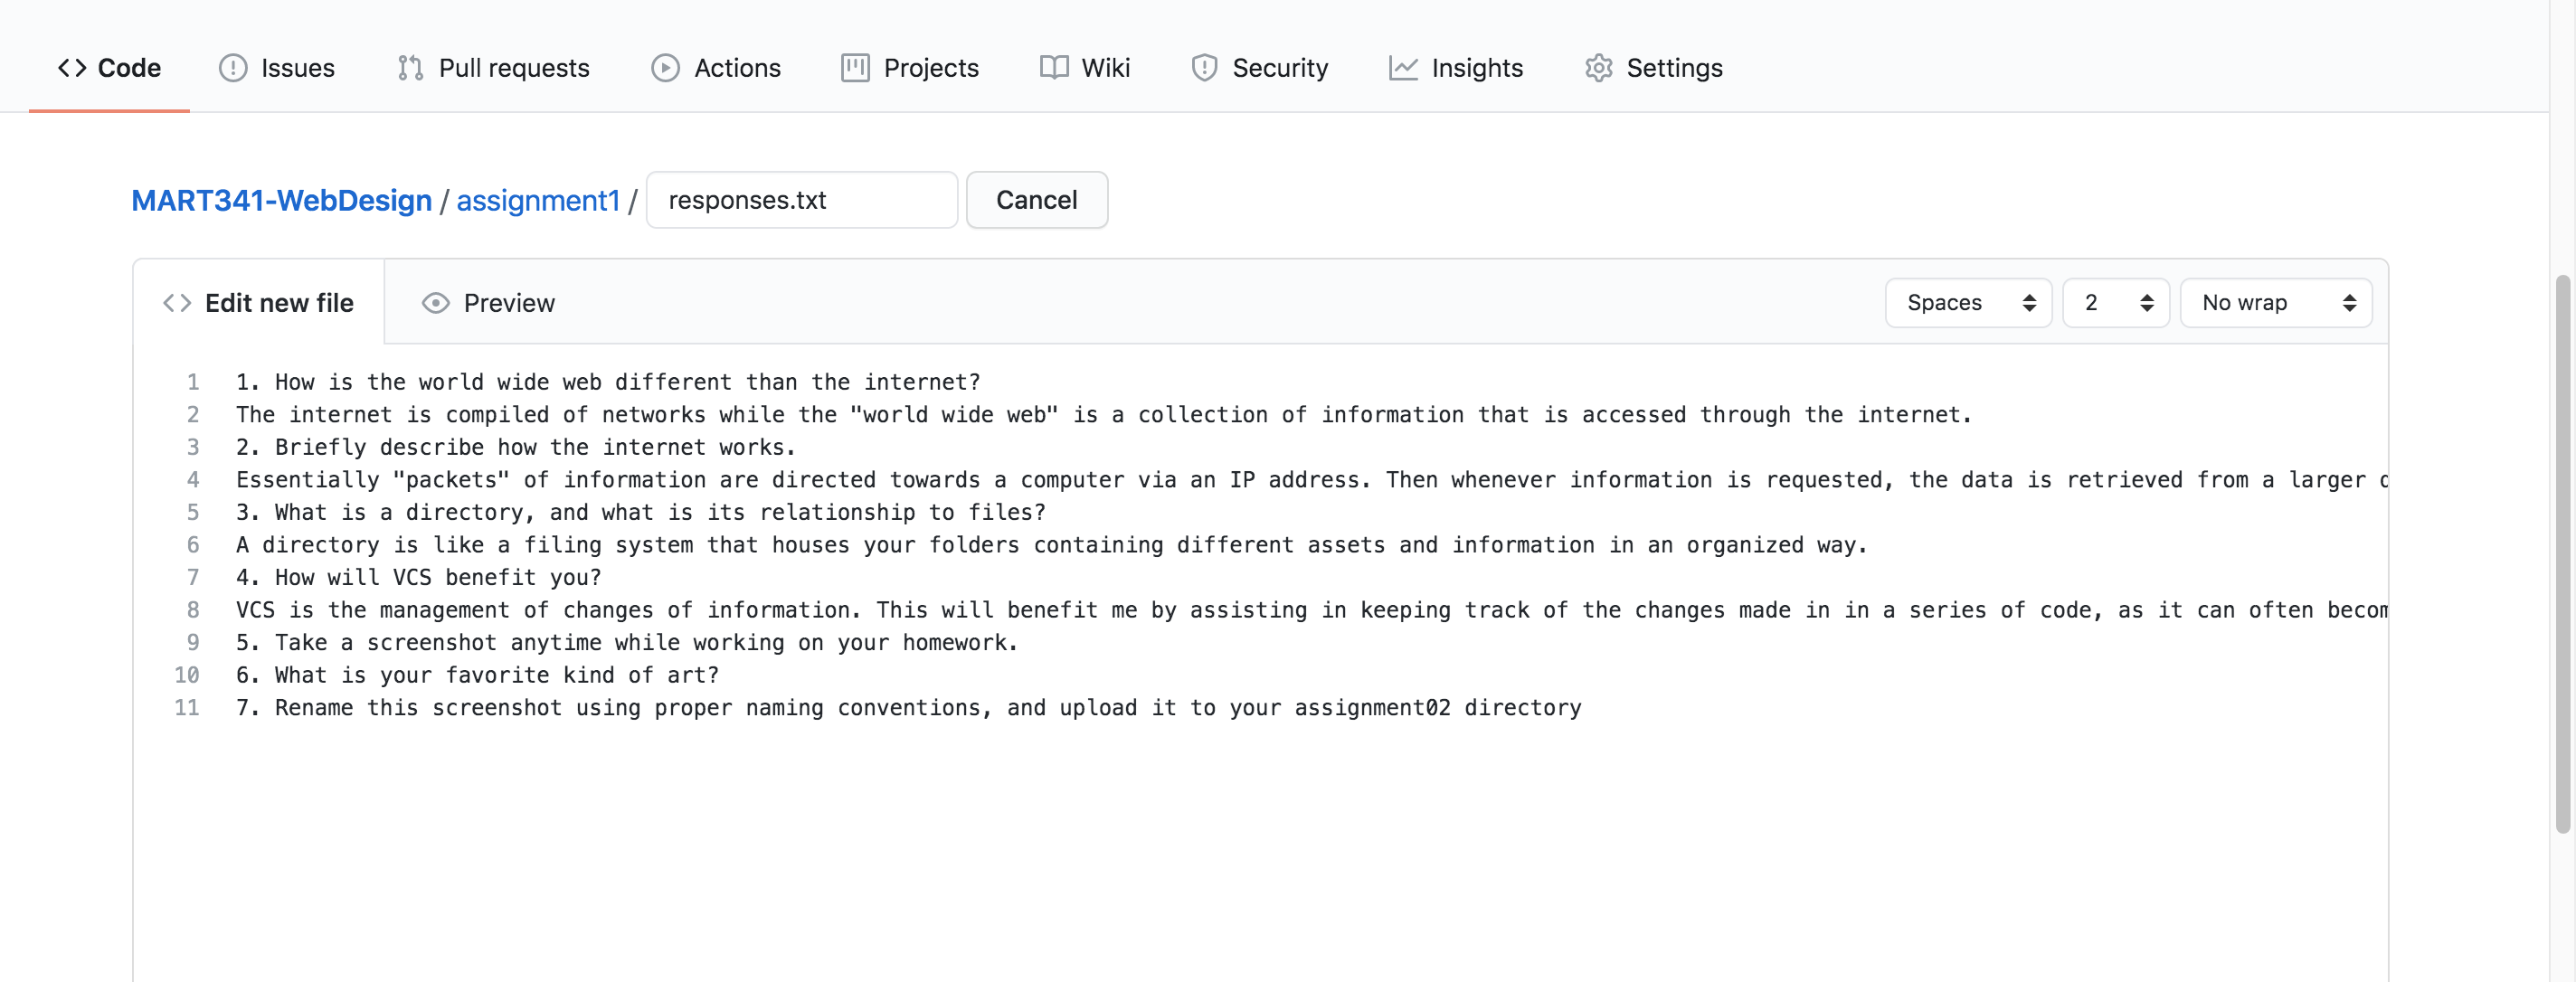 Code Issues Pull requests Actions Projects Wiki Security Insights Settings
MART341-WebDesign / assignment1 / responses.txt Cancel
Edit new file Preview Spaces 2 No wrap
1 1. How is the world wide web different than the internet?
2 The internet is compiled of networks while the "world wide web" is a collection of information that is accessed through the internet.
3 2. Briefly describe how the internet works.
4 Essentially "packets" of information are directed towards a computer via an IP address. Then whenever information is requested, the data is retrieved from a larger
5 3. What is a directory, and what is its relationship to files?
6 A directory is like a filing system that houses your folders containing different assets and information in an organized way.
7 4. How will VCS benefit you?
8 VCS is the management of changes of information. This will benefit me by assisting in keeping track of the changes made in in a series of code, as it can often
9 5. Take a screenshot anytime while working on your homework.
10 6. What is your favorite kind of art?
11 7. Rename this screenshot using proper naming conventions, and upload it to your assignment02 directory